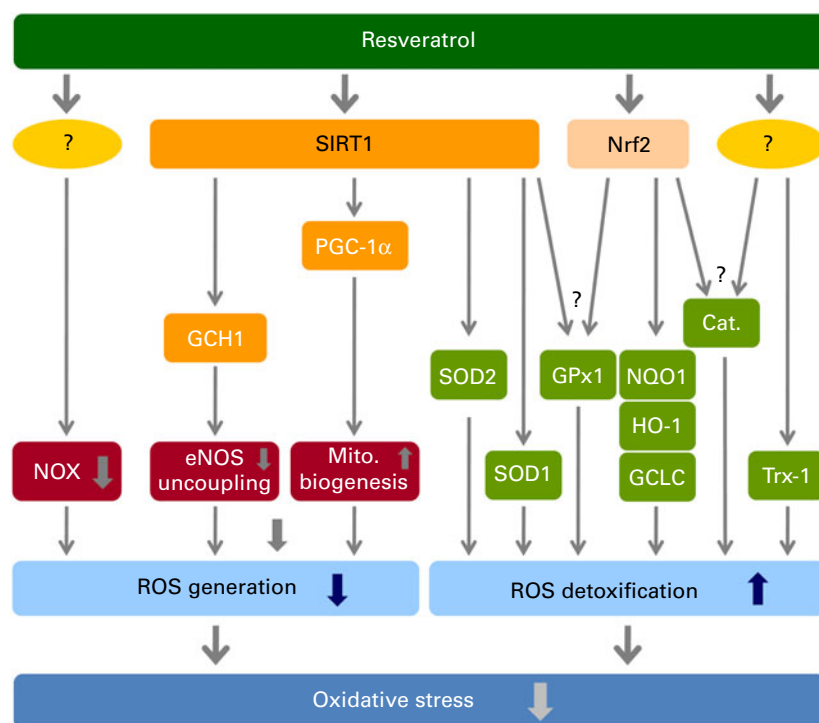 Resveratrol
?
SIRT1
Nrf2
?
PGC-1α
?
?
Cat.
GCH1
SOD2
GPx1
NQO1
HO-1
NOX
eNOS
uncoupling
Mito.
biogenesis
SOD1
GCLC
Trx-1
ROS generation
ROS detoxification
Oxidative stress